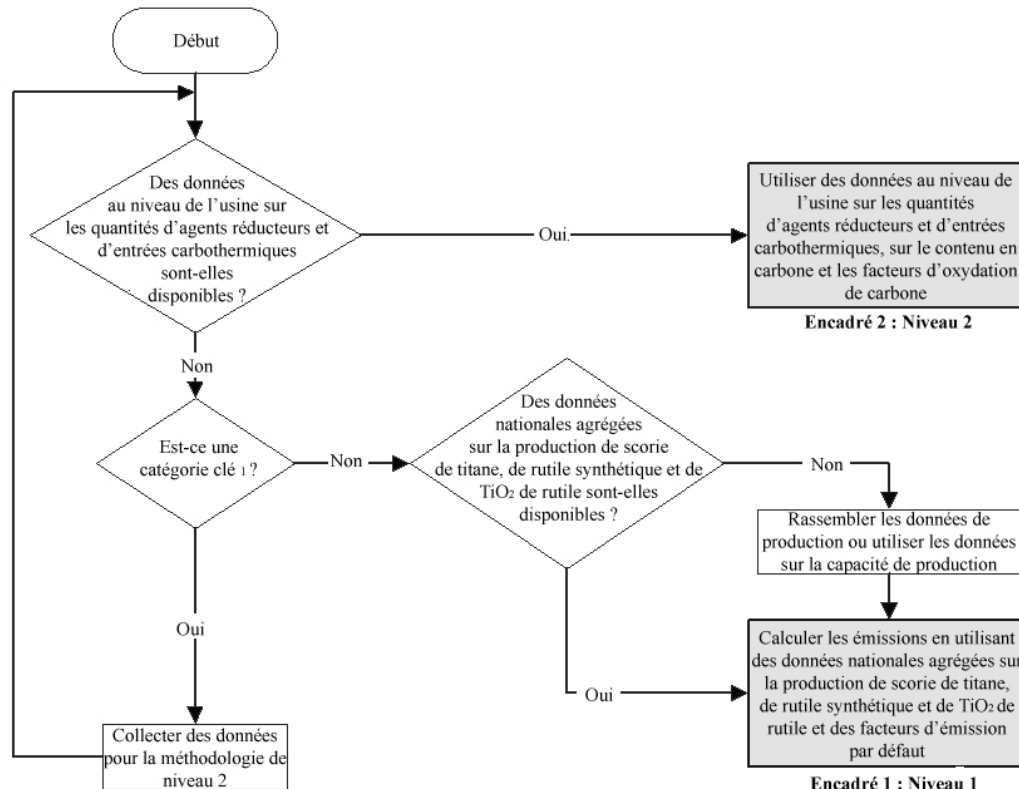 Début
Des données
au niveau de l'usine sur
les quantités d'agents réducteurs et
d'entrées carbothermiques
sont-elles
disponibles ?
Oui.
Utiliser des données au niveau de
l'usine sur les quantités
d'agents réducteurs et d'entrées
carbothermiques, sur le contenu en
carbone et les facteurs d'oxydation
de carbone
Encadré 2 : Niveau 2
Non
Est-ce une
catégorie clé 1 ?
Non
Des données
nationales agrégées
sur la production de scorie
de titane, de rutile synthétique et de
TiO2 de rutile sont-elles
disponibles ?
Non
Rassembler les données de
production ou utiliser les données
sur la capacité de production
Oui
Oui
Calculer les émissions en utilisant
des données nationales agrégées sur
la production de scorie de titane,
de rutile synthétique et de TiO2 de
rutile et des facteurs d'émission
par défaut
Encadré 1 : Niveau 1
Collecter des données
pour la méthodologie de
niveau 2